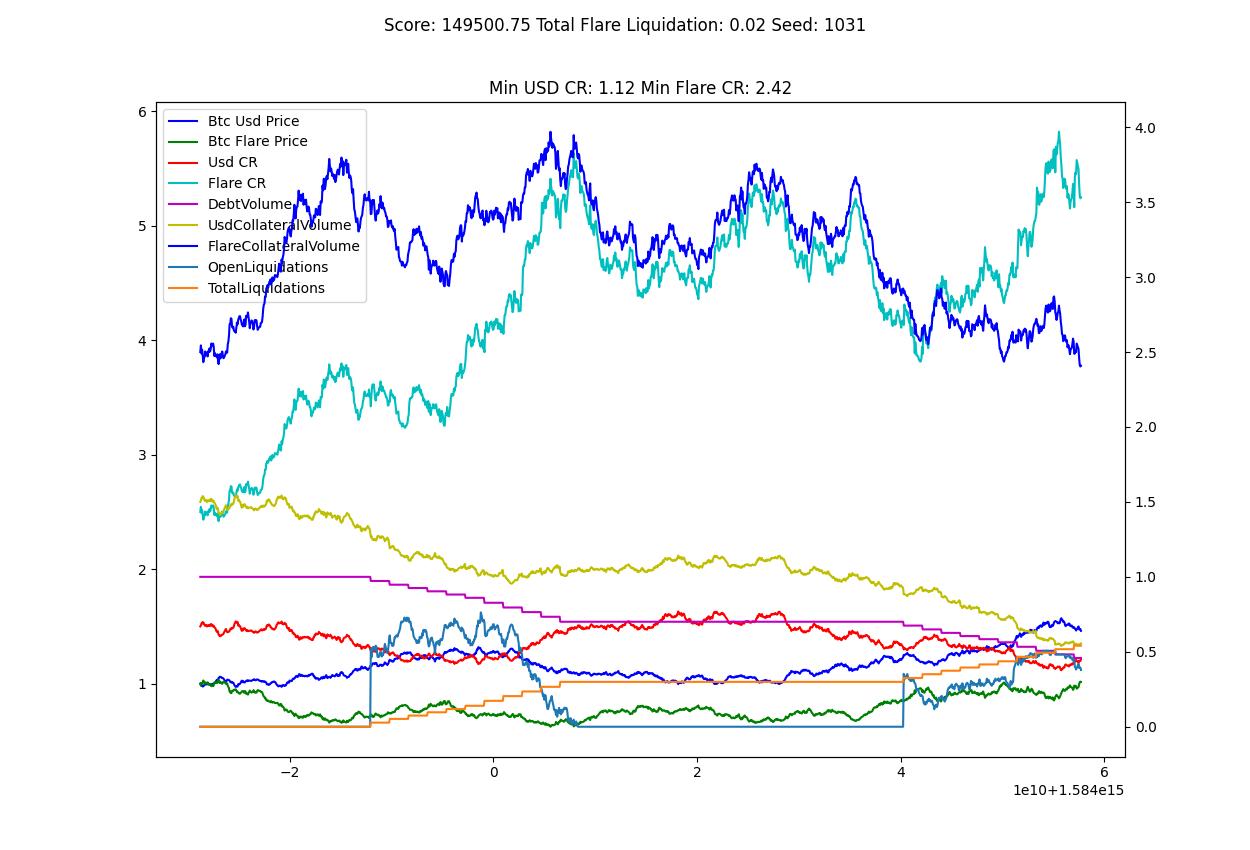 Score: 149500.75 Total Flare Liquidation: 0.02 Seed: 1031
Min USD CR: 1.12 Min Flare CR: 2.42
6
5
4
3
2
1
Btc Usd Price
Btc Flare Price
Usd CR
Flare CR
DebtVolume
UsdCollateralVolume
FlareCollateralVolume
OpenLiquidations
TotalLiquidations
4.0
3.5
3.0
2.5
2.0
1.5
1.0
0.5
0.0
−2
0
2
4
6
1e10+1.584e15